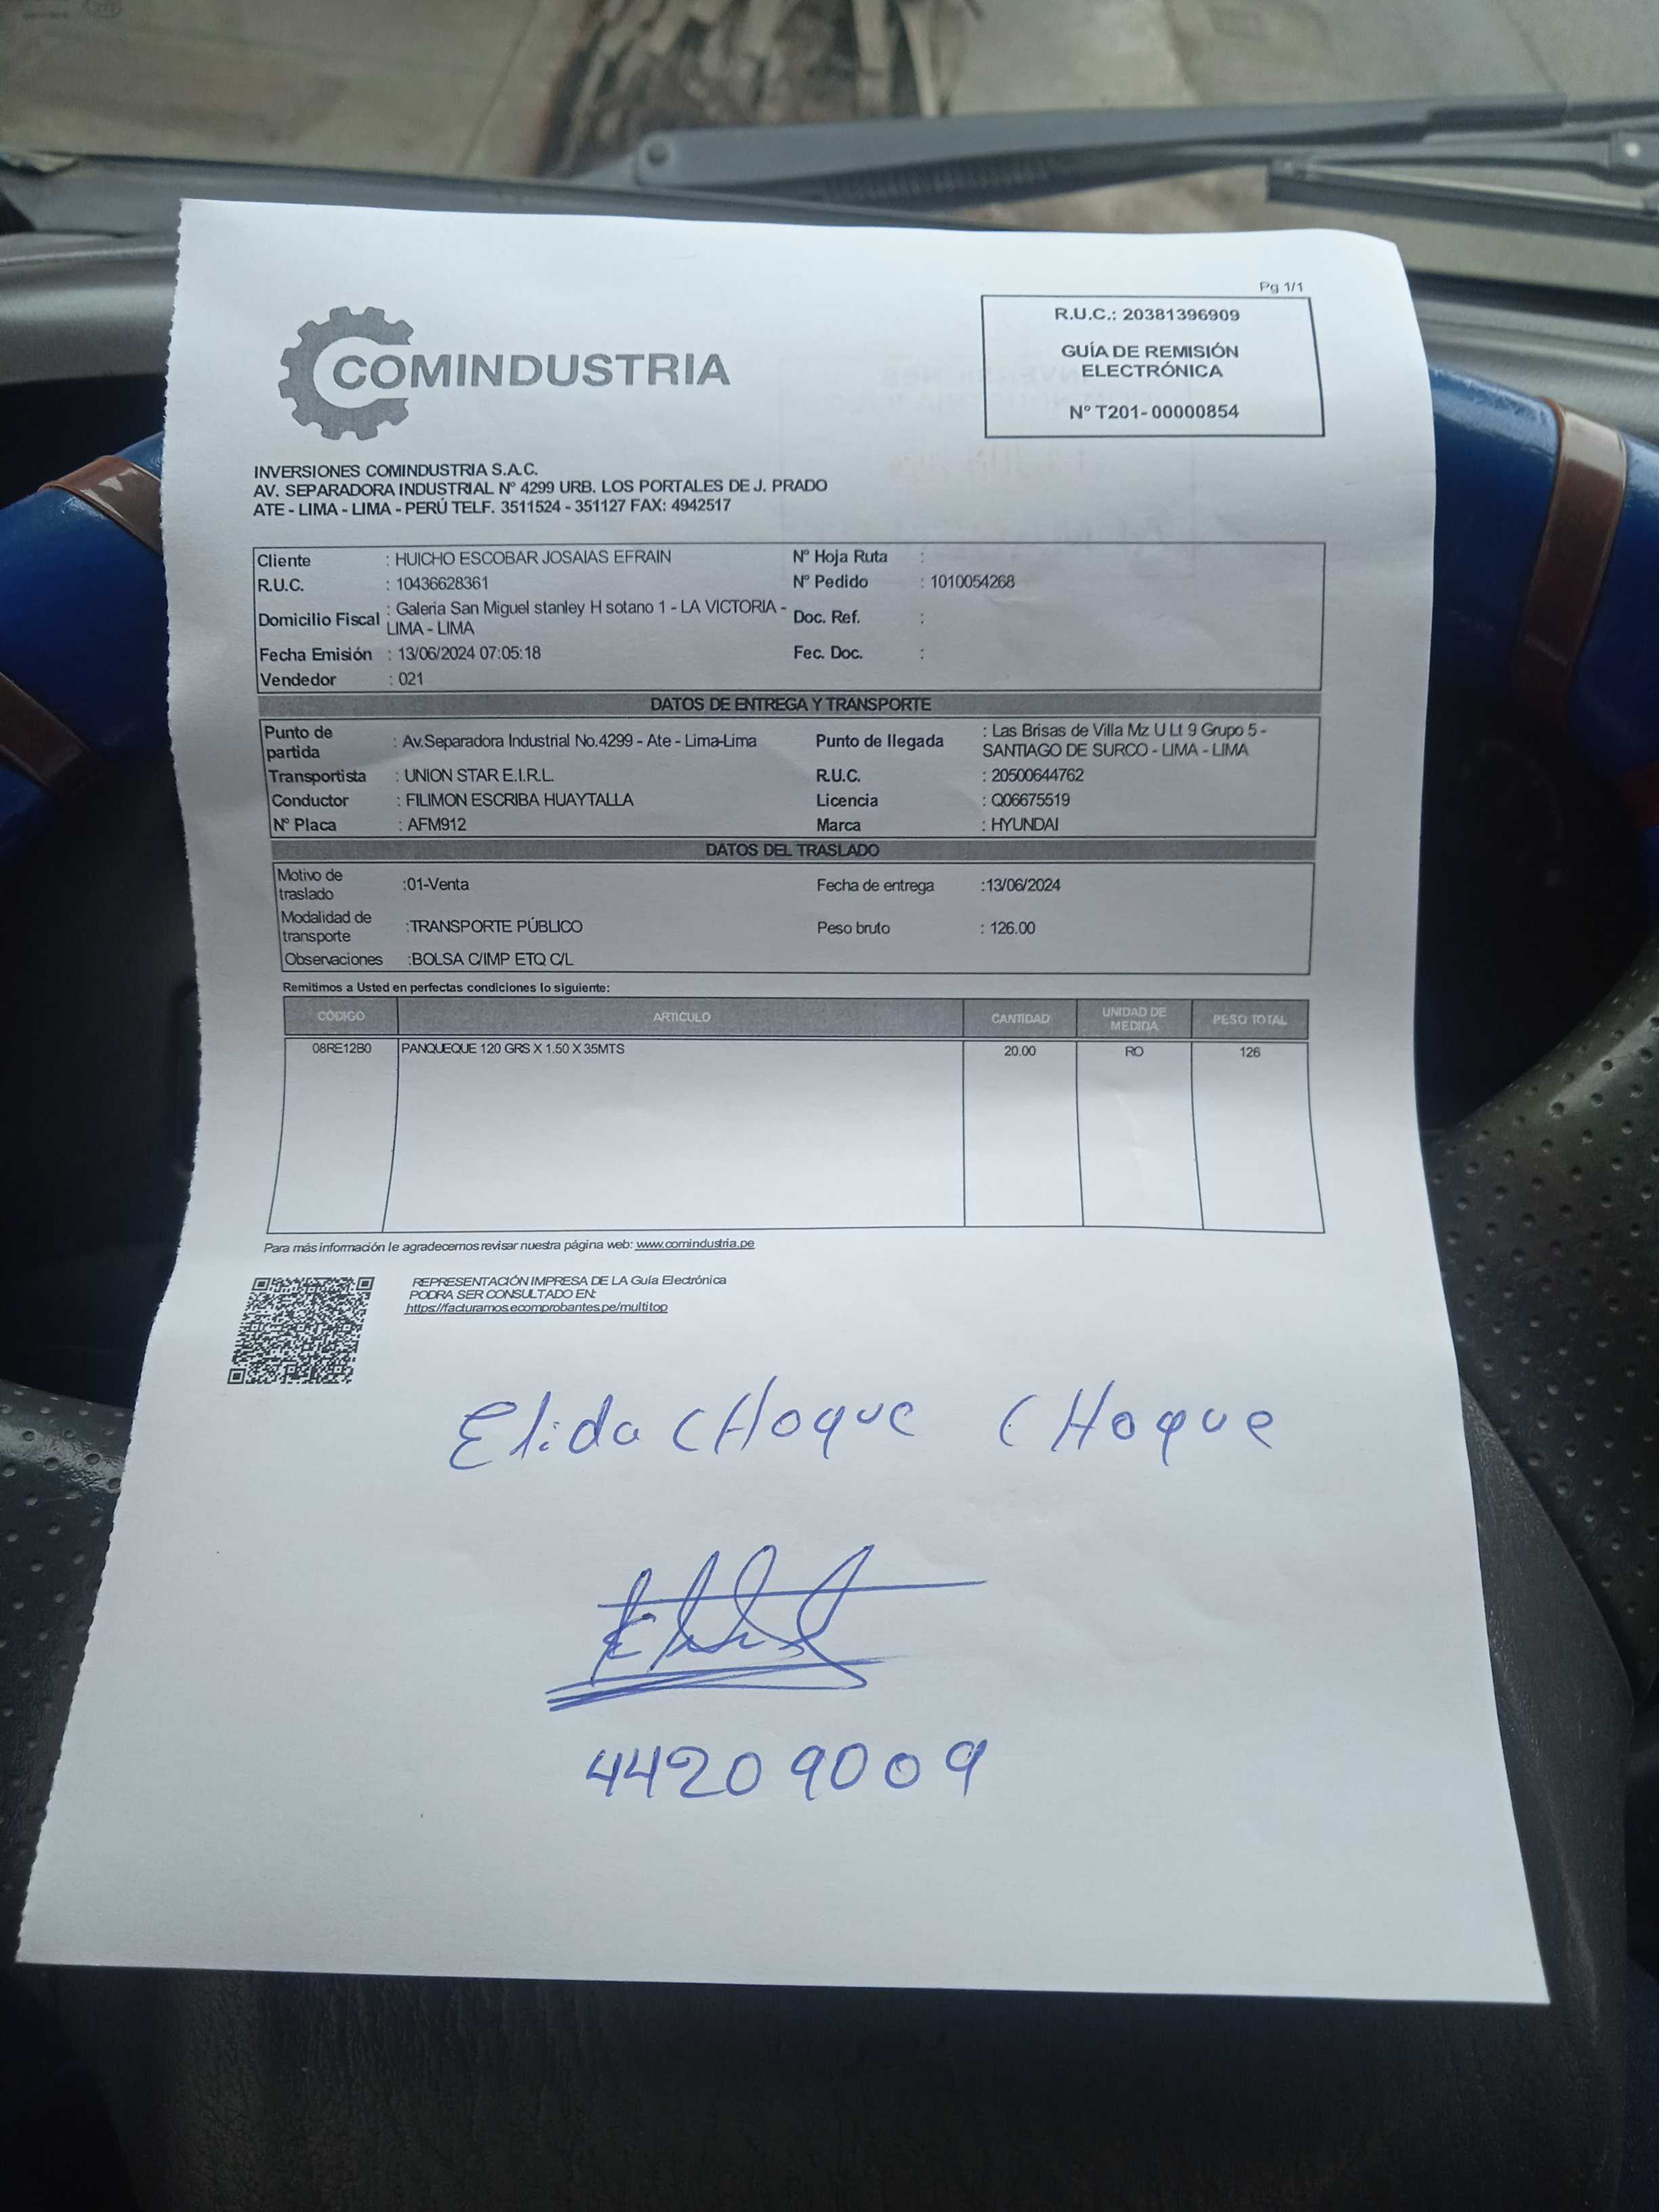 Pg 1/1
COMINDUSTRIA
R.U.C.: 20381396909
GUÍA DE REMISIÓN
ELECTRÓNICA
Nº T201- 00000854
INVERSIONES COMINDUSTRIA S.A.C.
AV. SEPARADORA INDUSTRIAL Nº 4299 URB. LOS PORTALES DE J. PRADO
ATE - LIMA - LIMA - PERÚ TELF. 3511524 - 351127 FAX: 4942517
Cliente : HUICHO ESCOBAR JOSAIAS EFRAIN Nº Hoja Ruta :
R.U.C. : 10436628361 Nº Pedido : 1010054268
Domicilio Fiscal : Galeria San Miguel stanley H sotano 1 - LA VICTORIA - LIMA - LIMA Doc. Ref. :
Fecha Emisión : 13/06/2024 07:05:18 Fec. Doc. :
Vendedor : 021
DATOS DE ENTREGA Y TRANSPORTE
Punto de partida : Av.Separadora Industrial No.4299 - Ate - Lima-Lima Punto de llegada : Las Brisas de Villa Mz U Lt 9 Grupo 5 - SANTIAGO DE SURCO - LIMA - LIMA
Transportista : UNION STAR E.I.R.L. R.U.C. : 20500644762
Conductor : FILIMON ESCRIBA HUAYTALLA Licencia : Q06675519
Nº Placa : AFM912 Marca : HYUNDAI
DATOS DEL TRASLADO
Motivo de traslado :01-Venta Fecha de entrega :13/06/2024
Modalidad de transporte :TRANSPORTE PÚBLICO Peso bruto : 126.00
Observaciones :BOLSA C/IMP ETQ C/L
Remitimos a Usted en perfectas condiciones lo siguiente:
CÓDIGO ARTICULO CANTIDAD UNIDAD DE MEDIDA PESO TOTAL
08RE12B0 PANQUEQUE 120 GRS X 1.50 X 35MTS 20.00 RO 126
Para más información le agradecemos revisar nuestra página web: www.comindustria.pe
REPRESENTACIÓN IMPRESA DE LA Guía Electrónica
PODRA SER CONSULTADO EN:
https://facturamos.ecomprobantes.pe/multitop
Elida CHoque CHoque
44209009